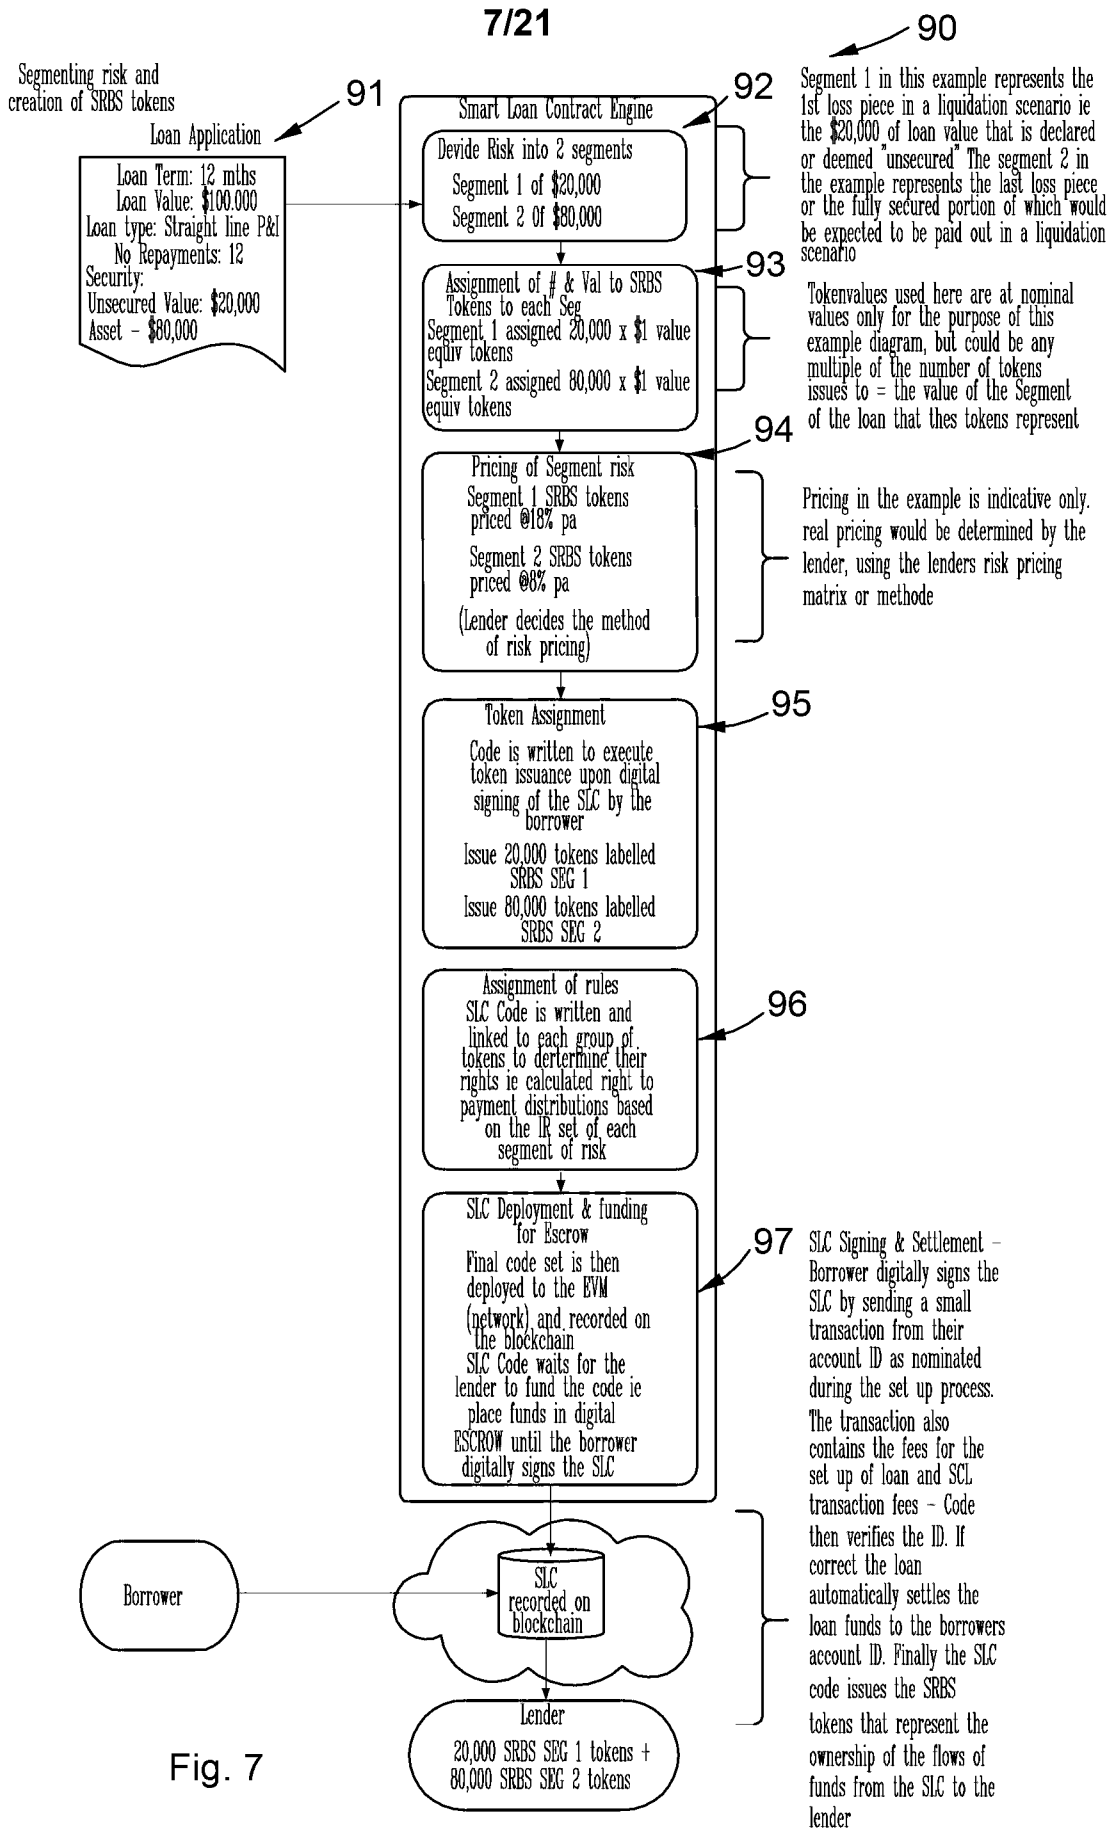 7/21
90
Segmenting risk and
creation of SRBS tokens
91
Loan Application
Loan Term: 12 mths
Loan Value: $100.000
Loan type: Straight line P&I
No Repayments: 12
Security:
Unsecured Value: $20,000
Asset – $80,000
Smart Loan Contract Engine
92
Devide Risk into 2 segments
Segment 1 of $20,000
Segment 2 Of $80,000
Segment 1 in this example represents the
1st loss piece in a liquidation scenario ie
the $20,000 of loan value that is declared
or deemed "unsecured" The segment 2 in
the example represents the last loss piece
or the fully secured portion of which would
be expected to be paid out in a liquidation
scenario
93
Assignment of # & Val to SRBS
Tokens to each Seg
Segment 1 assigned 20,000 x $1 value
equiv tokens
Segment 2 assigned 80,000 x $1 value
equiv tokens
Tokenvalues used here are at nominal
values only for the purpose of this
example diagram, but could be any
multiple of the number of tokens
issues to = the value of the Segment
of the loan that thes tokens represent
94
Pricing of Segment risk
Segment 1 SRBS tokens
priced @18% pa
Segment 2 SRBS tokens
priced @8% pa
(Lender decides the method
of risk pricing)
Pricing in the example is indicative only.
real pricing would be determined by the
lender, using the lenders risk pricing
matrix or methode
95
Token Assignment
Code is written to execute
token issuance upon digital
signing of the SLC by the
borrower
Issue 20,000 tokens labelled
SRBS SEG 1
Issue 80,000 tokens labelled
SRBS SEG 2
96
Assignment of rules
SLC Code is written and
linked to each group of
tokens to dertermine their
rights ie calculated right to
payment distributions based
on the IR set of each
segment of risk
97
SLC Deployment & funding
for Escrow
Final code set is then
deployed to the EVM
(network) and recorded on
the blockchain
SLC Code waits for the
lender to fund the code ie
place funds in digital
ESCROW until the borrower
digitally signs the SLC
SLC Signing & Settlement –
Borrower digitally signs the
SLC by sending a small
transaction from their
account ID as nominated
during the set up process.
The transaction also
contains the fees for the
set up of loan and SCL
transaction fees – Code
then verifies the ID. If
correct the loan
automatically settles the
loan funds to the borrowers
account ID. Finally the SLC
code issues the SRBS
tokens that represent the
ownership of the flows of
funds from the SLC to the
lender
Borrower
SLC
recorded on
blockchain
Lender
20,000 SRBS SEG 1 tokens +
80,000 SRBS SEG 2 tokens
Fig. 7